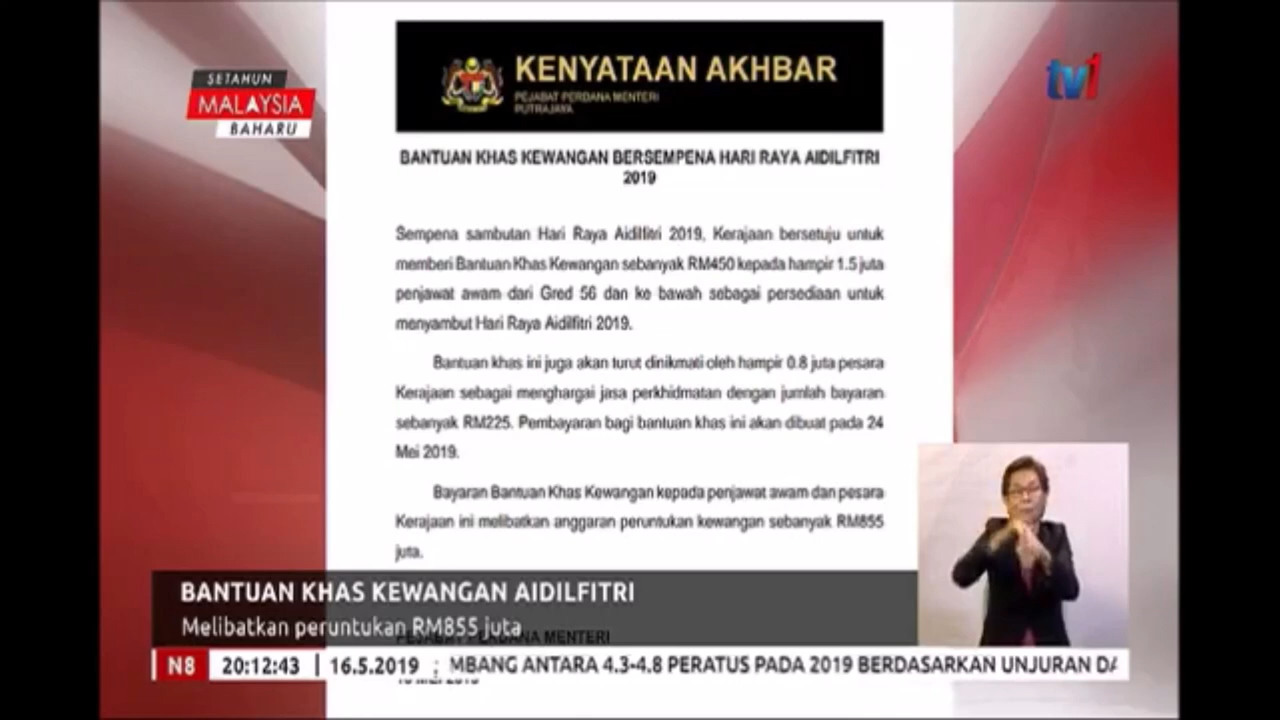 SETAHUN
MALAYSIA
BAHARU
tv1
KENYATAAN AKHBAR
PEJABAT PERDANA MENTERI
PUTRAJAYA
BANTUAN KHAS KEWANGAN BERSEMPENA HARI RAYA AIDILFITRI
2019
Sempena sambutan Hari Raya Aidilfitri 2019, Kerajaan bersetuju untuk
memberi Bantuan Khas Kewangan sebanyak RM450 kepada hampir 1.5 juta
penjawat awam dari Gred 56 dan ke bawah sebagai persediaan untuk
menyambut Hari Raya Aidilfitri 2019.
Bantuan khas ini juga akan turut dinikmati oleh hampir 0.8 juta pesara
Kerajaan sebagai menghargai jasa perkhidmatan dengan jumlah bayaran
sebanyak RM225. Pembayaran bagi bantuan khas ini akan dibuat pada 24
Mei 2019.
Bayaran Bantuan Khas Kewangan kepada penjawat awam dan pesara
Kerajaan ini melibatkan anggaran peruntukan kewangan sebanyak RM855
juta.
BANTUAN KHAS KEWANGAN AIDILFITRI
Melibatkan peruntukan RM855 juta
PEJABAT PERDANA MENTERI
N8 20:12:43 | 16.5.2019 ; MBANG ANTARA 4.3-4.8 PERATUS PADA 2019 BERDASARKAN UNJURAN DA